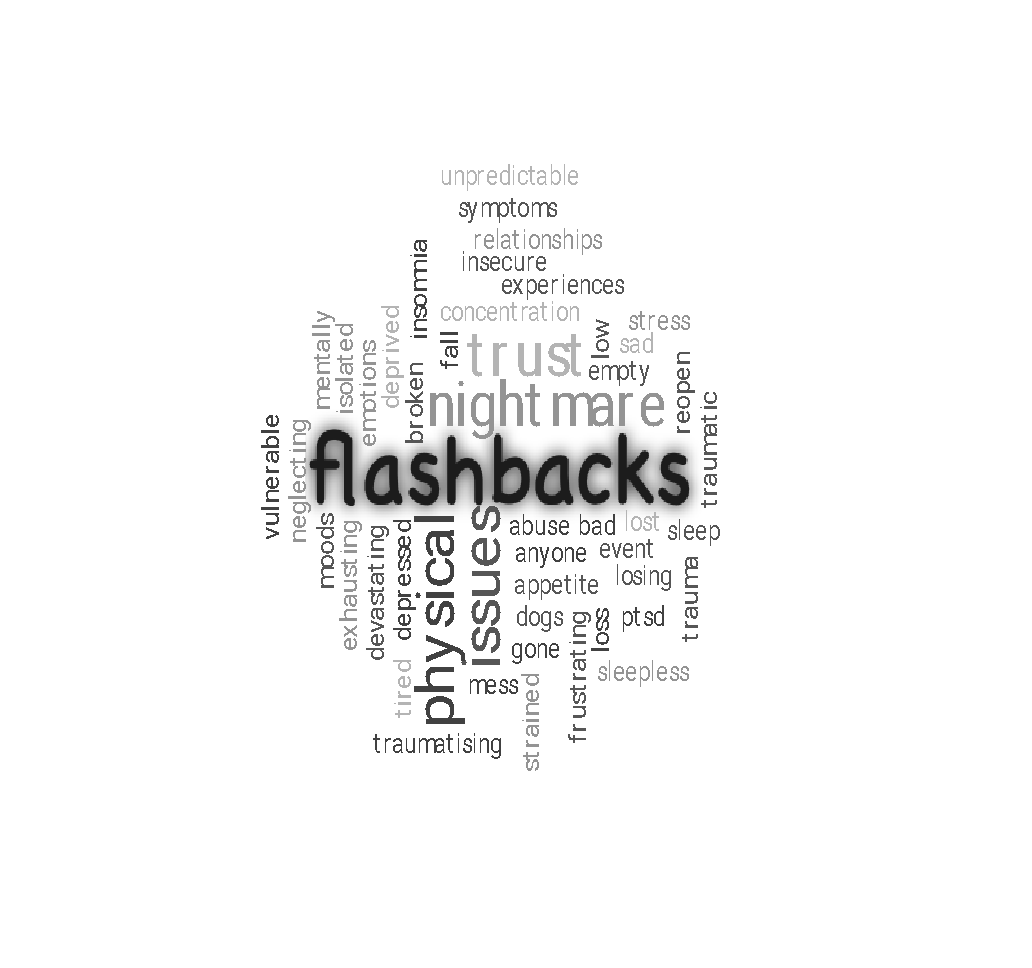 unpredictable
symptoms
relationships
insecure
experiences
concentration
insomnia
mentally
isolated
emotions
deprived
broken
fall
trust
low
stress
sad
empty
reopen
nightmare
traumatic
vulnerable
neglecting
flashbacks
moods
exhausting
devastating
depressed
physical
issues
abuse
bad
lost
sleep
anyone
event
appetite
losing
trauma
dogs
loss
ptsd
gone
frustrating
sleepless
tired
mess
strained
traumatising